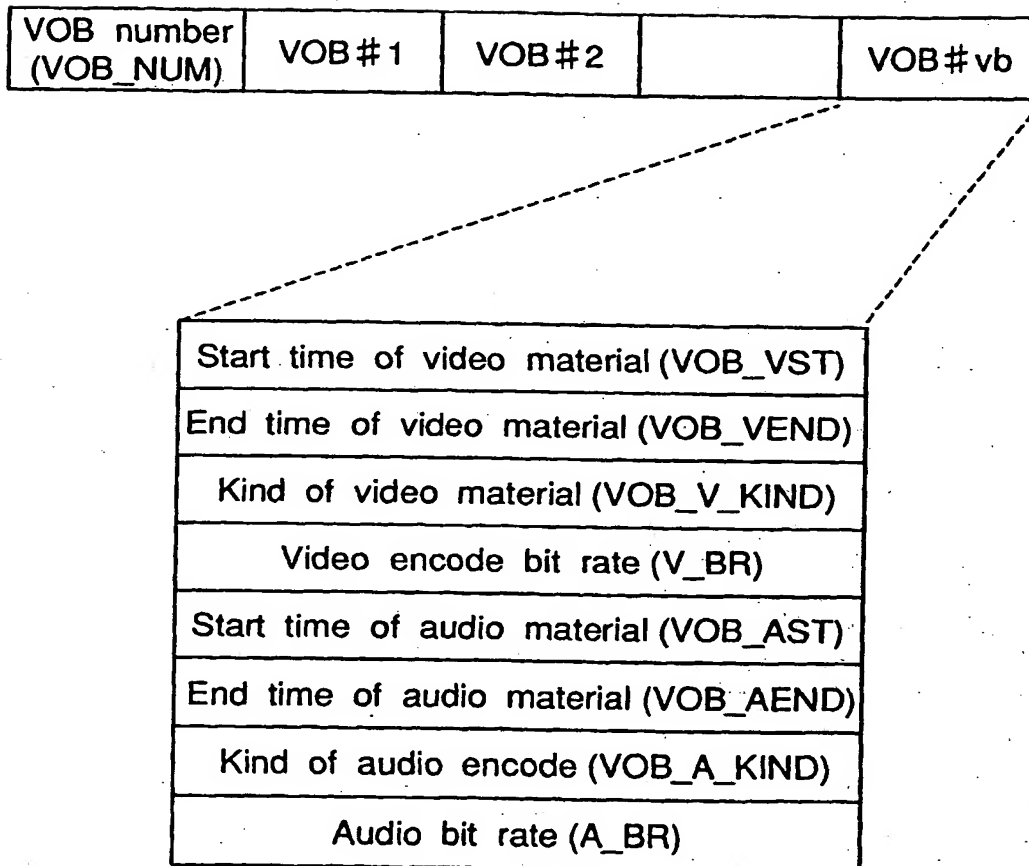 VOB number
(VOB_NUM)
VOB#1
VOB#2
VOB#vb
Start time of video material (VOB_VST)
End time of video material (VOB_VEND)
Kind of video material (VOB_V_KIND)
Video encode bit rate (V_BR)
Start time of audio material (VOB_AST)
End time of audio material (VOB_AEND)
Kind of audio encode (VOB_A_KIND)
Audio bit rate (A_BR)